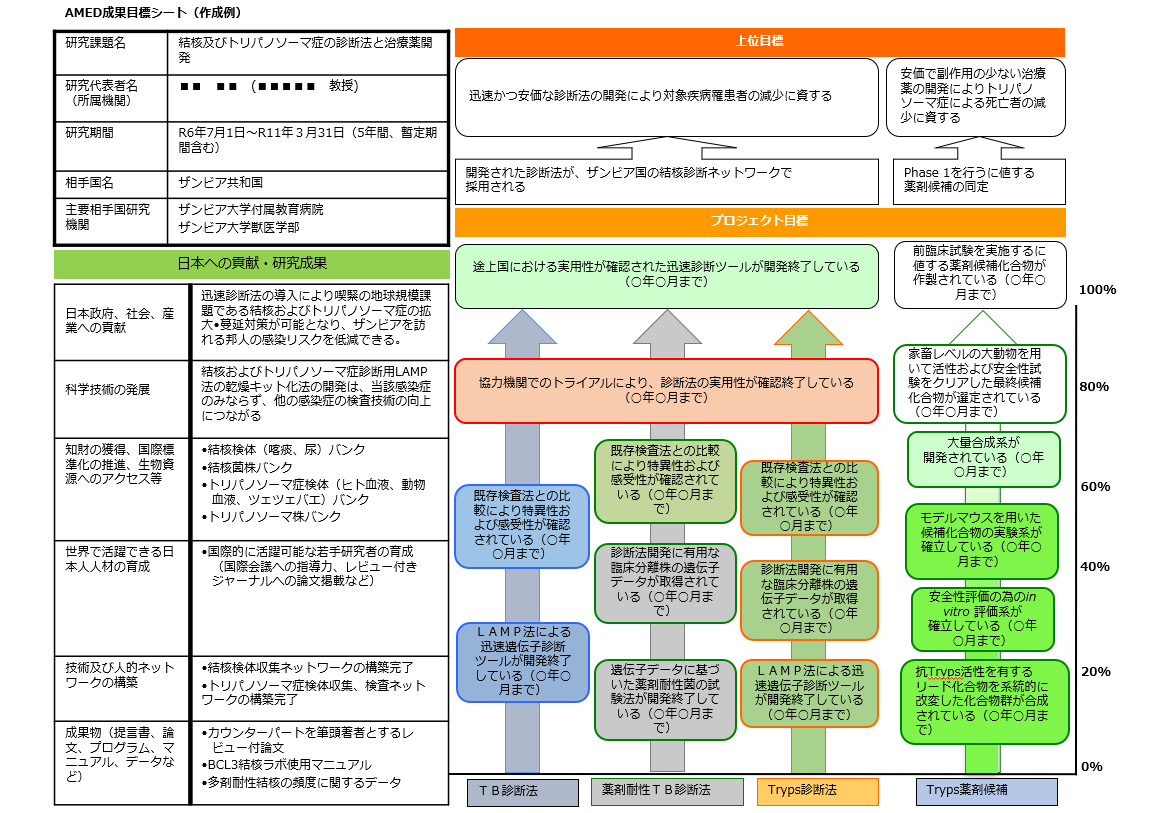 AMED成果目標シート（作成例）
研究課題名
結核及びトリパノソーマ症の診断法と治療薬開
発
研究代表者名
（所属機関）
■■　■■　(■■■■■　教授)
研究期間
R6年7月1日～R11年３月31日（5年間、暫定期
間含む）
相手国名
ザンビア共和国
主要相手国研究
機関
ザンビア大学付属教育病院
ザンビア大学獣医学部
上位目標
迅速かつ安価な診断法の開発により対象疾病罹患者の減少に資する
安価で副作用の少ない治療
薬の開発によりトリパノ
ソーマ症による死亡者の減
少に資する
開発された診断法が、ザンビア国の結核診断ネットワークで
採用される
Phase 1を行うに値する
薬剤候補の同定
プロジェクト目標
途上国における実用性が確認された迅速診断ツールが開発終了している
（○年○月まで）
前臨床試験を実施するに
値する薬剤候補化合物が
作製されている（○年○
月まで）
日本への貢献・研究成果
日本政府、社会、産
業への貢献
迅速診断法の導入により喫緊の地球規模課
題である結核およびトリパノソーマ症の拡
大•蔓延対策が可能となり、ザンビアを訪
れる邦人の感染リスクを低減できる。
科学技術の発展
結核およびトリパノソーマ症診断用LAMP
法の乾燥キット化法の開発は、当該感染症
のみならず、他の感染症の検査技術の向上
につながる
知財の獲得、国際標
準化の推進、生物資
源へのアクセス等
•結核検体（喀痰、尿）バンク
•結核菌株バンク
•トリパノソーマ症検体（ヒト血液、動物
血液、ツェツェバエ）バンク
•トリパノソーマ株バンク
世界で活躍できる日
本人人材の育成
•国際的に活躍可能な若手研究者の育成
（国際会議への指導力、レビュー付き
ジャーナルへの論文掲載など）
技術及び人的ネット
ワークの構築
•結核検体収集ネットワークの構築完了
•トリパノソーマ症検体収集、検査ネット
ワークの構築完了
成果物（提言書、論
文、プログラム、マ
ニュアル、データな
ど）
•カウンターパートを筆頭著者とするレ
ビュー付論文
•BCL3結核ラボ使用マニュアル
•多剤耐性結核の頻度に関するデータ
協力機関でのトライアルにより、診断法の実用性が確認終了している
（○年○月まで）
既存検査法との比
較により特異性お
よび感受性が確認
されている（○年
○月まで）
ＬＡＭＰ法による
迅速遺伝子診断
ツールが開発終了
している（○年○
月まで）
既存検査法との比較
により特異性および
感受性が確認されて
いる（○年○月ま
で）
診断法開発に有用な
臨床分離株の遺伝子
データが取得されて
いる（○年○月ま
で）
遺伝子データに基づ
いた薬剤耐性菌の試
験法が開発終了して
いる（○年○月ま
で）
既存検査法との比
較により特異性お
よび感受性が確認
されている（○年
○月まで）
診断法開発に有用
な臨床分離株の遺
伝子データが取得
されている（○年
○月まで）
ＬＡＭＰ法による迅
速遺伝子診断ツール
が開発終了している
（○年○月まで）
家畜レベルの大動物を用
いて活性および安全性試
験をクリアした最終候補
化合物が選定されている
（○年○月まで）
大量合成系が
開発されている（○年
○月まで）
モデルマウスを用いた
候補化合物の実験系が
確立している（○年○
月まで）
安全性評価の為のin
vitro 評価系が
確立している（○年
○月まで）
抗Tryps活性を有する
リード化合物を系統的に
改変した化合物群が合成
されている（○年○月ま
で）
100%
80%
60%
40%
20%
0%
ＴＢ診断法
薬剤耐性ＴＢ診断法
Tryps診断法
Tryps薬剤候補